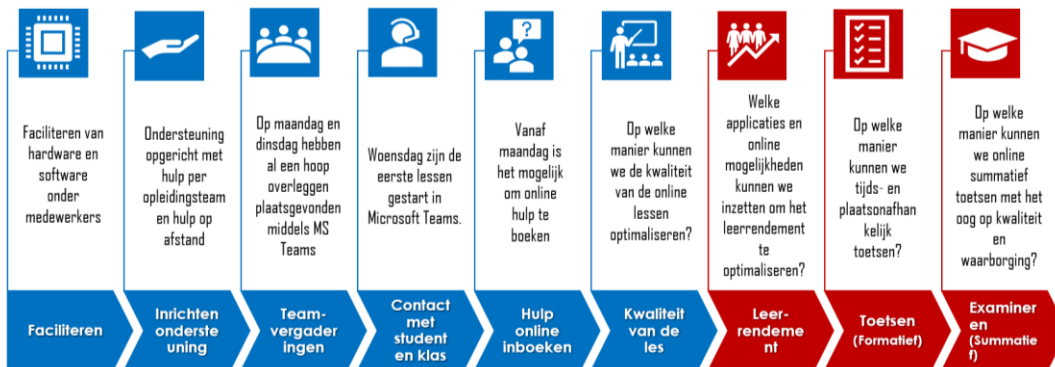 Faciliteren van
hardware en
software
onder
medewerkers
Faciliteren
Ondersteuning
opgericht met
hulp per
opleidingsteam
en hulp op
afstand
Inrichten
onderste
uning
Op maandag en
dinsdag hebben
al een hoop
overleggen
plaatsgevonden
middels MS
Teams
Team-
vergader
ingen
Woensdag zijn de
eerste lessen
gestart in
Microsoft Teams.
Contact
met
student
en klas
?
Vanaf
maandag is
het mogelijk
om online
hulp te
boeken
Hulp
online
inboeken
Op welke
manier kunnen
we de kwaliteit
van de online
lessen
optimaliseren?
Kwaliteit
van de
les
Welke
applicaties en
online
mogelijkheden
kunnen we
inzetten om het
leerrendement
te
optimaliseren?
Leer-
rendeme
nt
Op welke
manier
kunnen we
tijds- en
plaatsonafhan
kelijk
toetsen?
Toetsen
(Formatief)
Op welke
manier kunnen
we online
summatief
toetsen met het
oog op kwaliteit
en
waarborging?
Examiner
en
(Summatie
f)